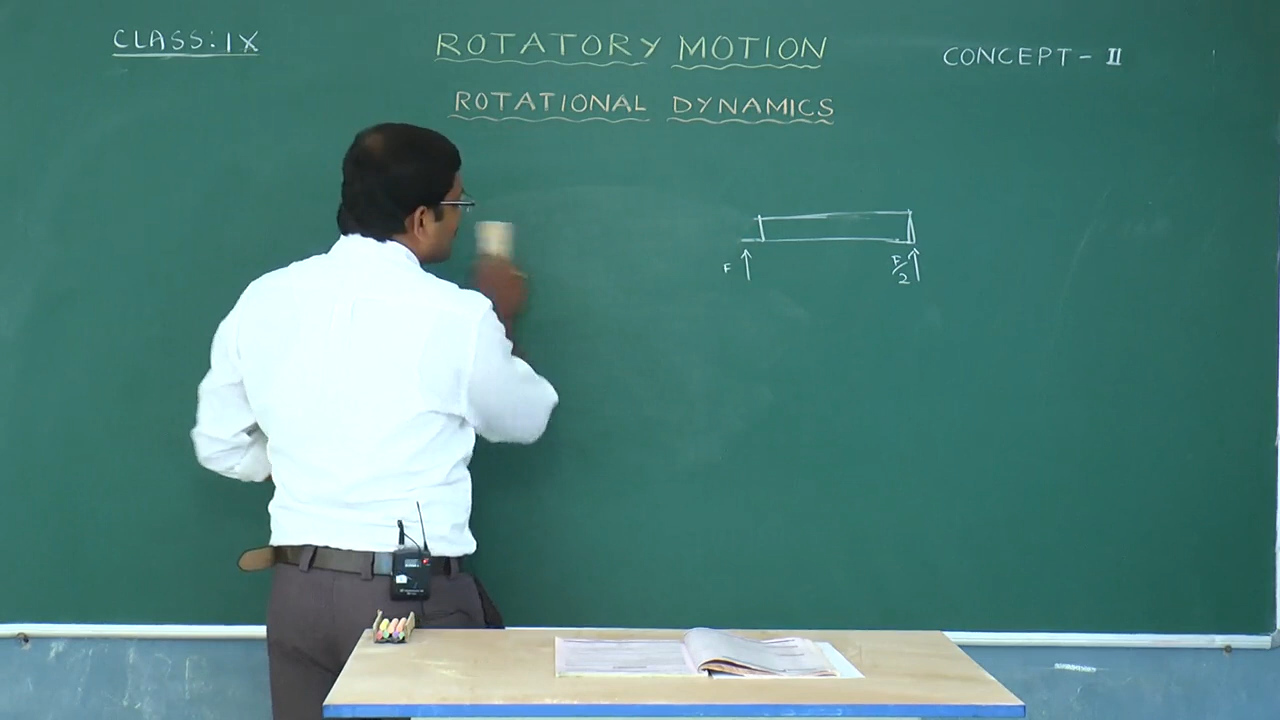 CLASS: IX
ROTATORY MOTION
CONCEPT - II
ROTATIONAL DYNAMICS
F
F/2